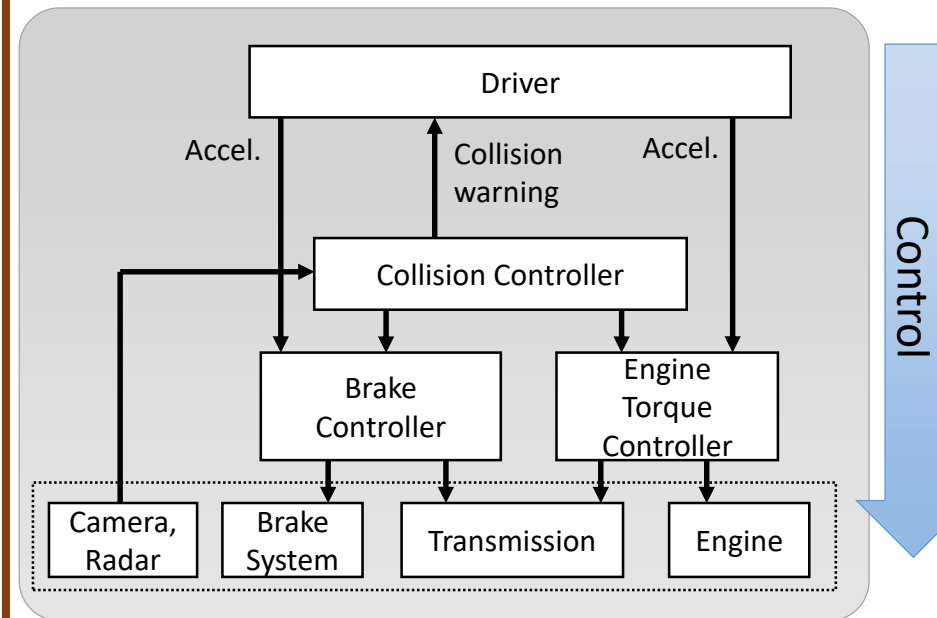 Driver
Accel.
Collision
warning
Accel.
Collision Controller
Brake
Controller
Engine
Torque
Controller
Camera,
Radar
Brake
System
Transmission
Engine
Control